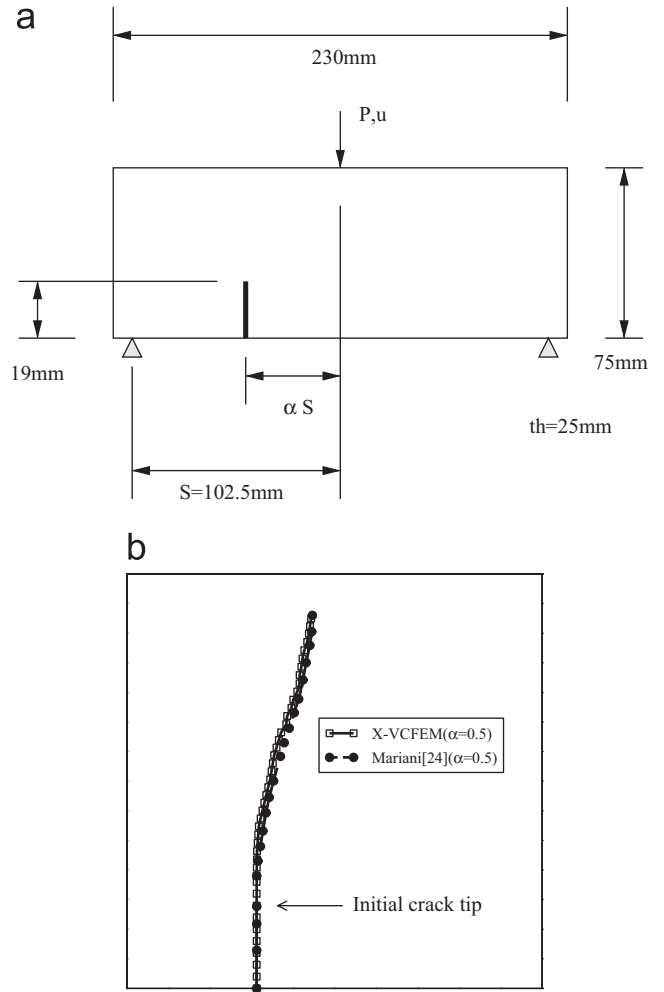 a
230mm
P,u
19mm
75mm
α S
th=25mm
S=102.5mm
b
X-VCFEM(α=0.5)
Mariani[24](α=0.5)
Initial crack tip